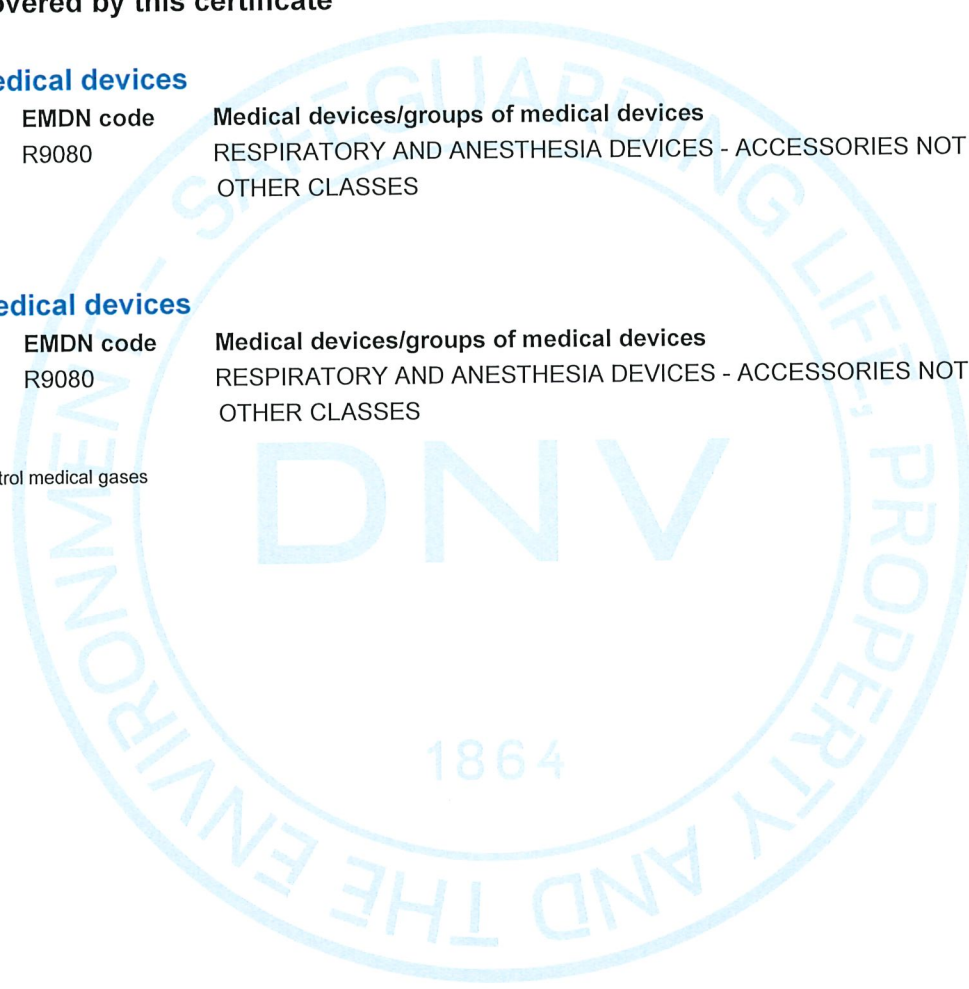 overed by this certificate
edical devices
EMDN code Medical devices/groups of medical devices
R9080 RESPIRATORY AND ANESTHESIA DEVICES - ACCESSORIES NOT
OTHER CLASSES
edical devices
EMDN code Medical devices/groups of medical devices
R9080 RESPIRATORY AND ANESTHESIA DEVICES - ACCESSORIES NOT
OTHER CLASSES
trol medical gases
SAFEGUARDING LIFE, PROPERTY AND THE ENVIRONMENT –
DNV
1864